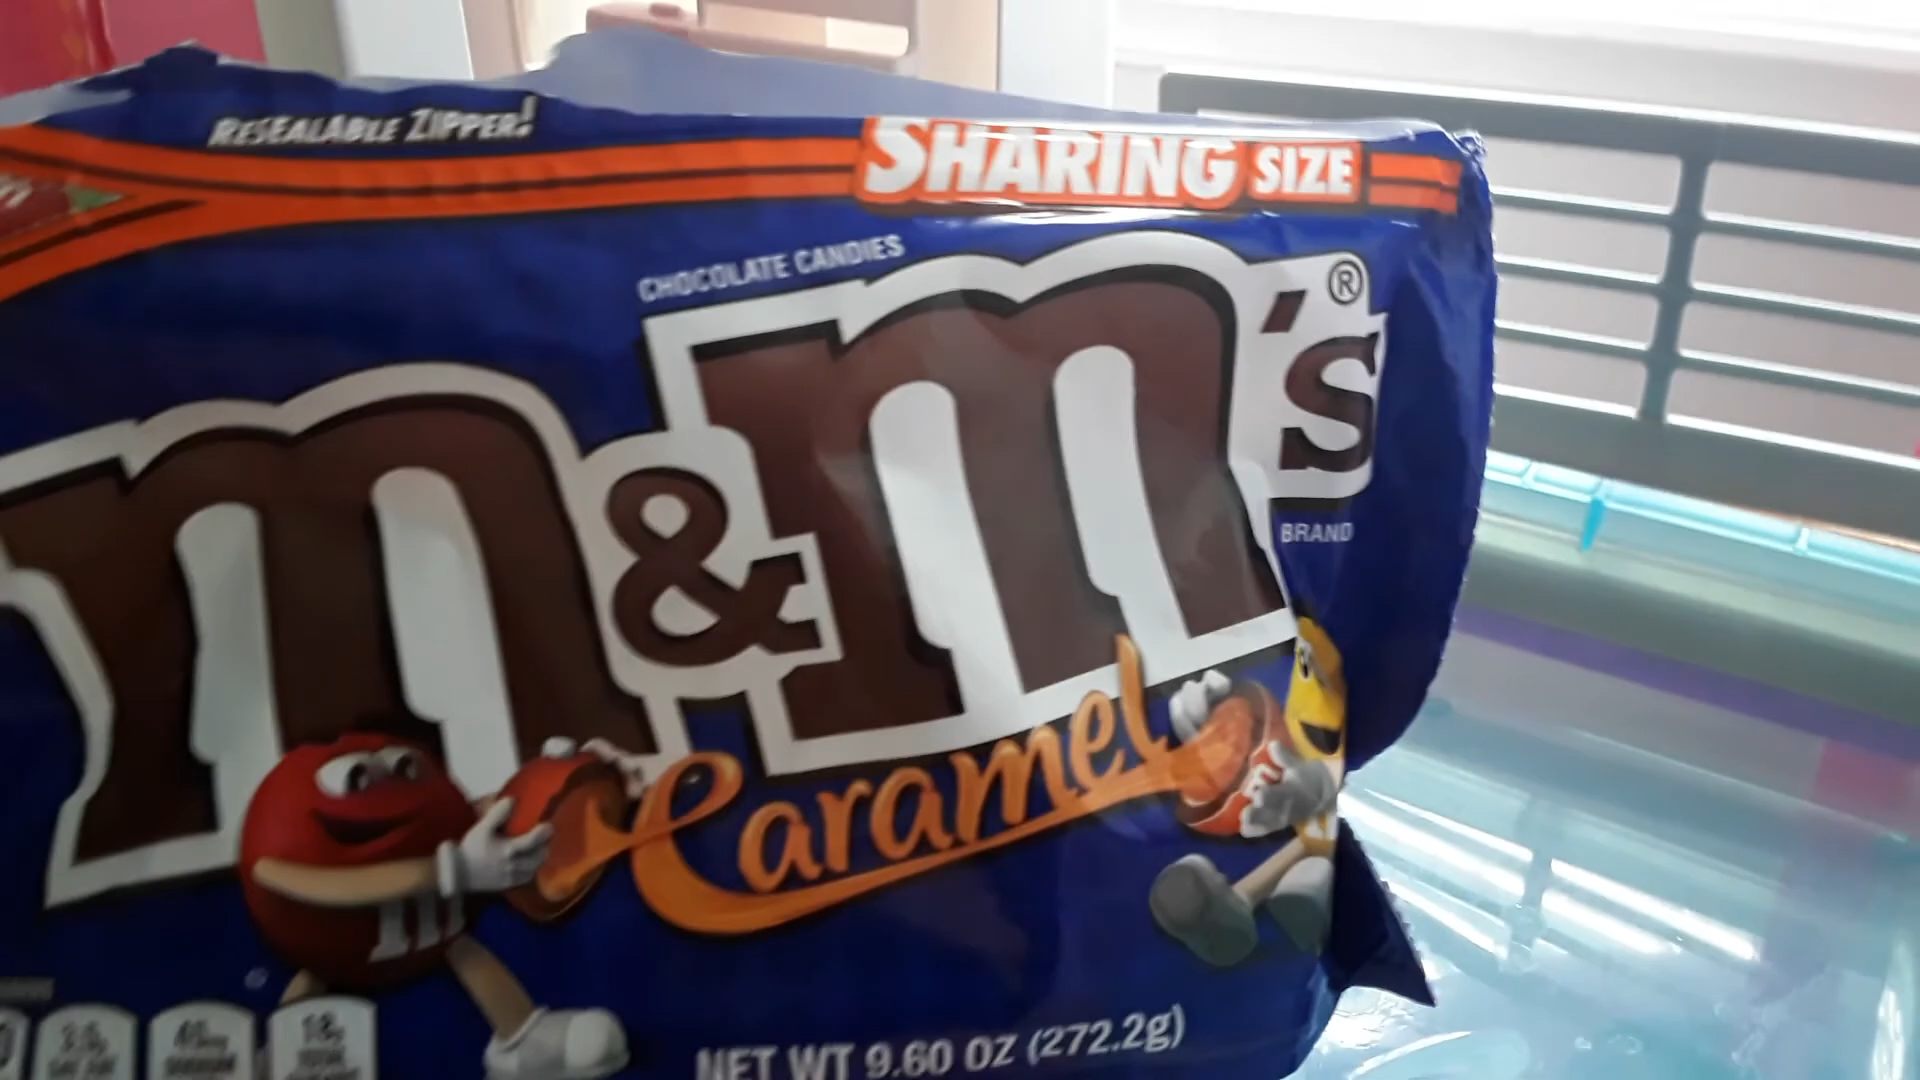 RESEALABLE ZIPPER!
SHARING SIZE
CHOCOLATE CANDIES
m&m's®
BRAND
Caramel
m
NET WT 9.60 OZ (272.2g)